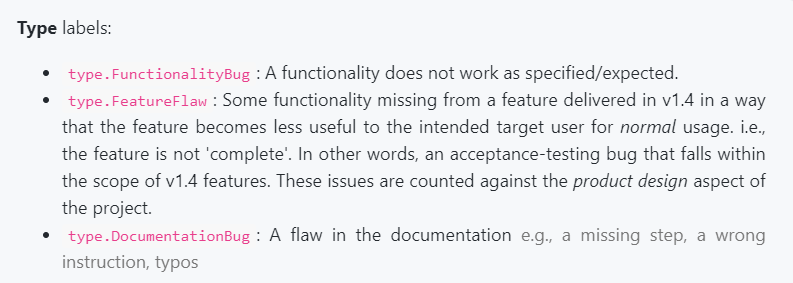 Type labels:
• type.FunctionalityBug : A functionality does not work as specified/expected.
• type.FeatureFlaw : Some functionality missing from a feature delivered in v1.4 in a way
that the feature becomes less useful to the intended target user for normal usage. i.e.,
the feature is not 'complete'. In other words, an acceptance-testing bug that falls within
the scope of v1.4 features. These issues are counted against the product design aspect of
the project.
• type.DocumentationBug : A flaw in the documentation e.g., a missing step, a wrong
instruction, typos